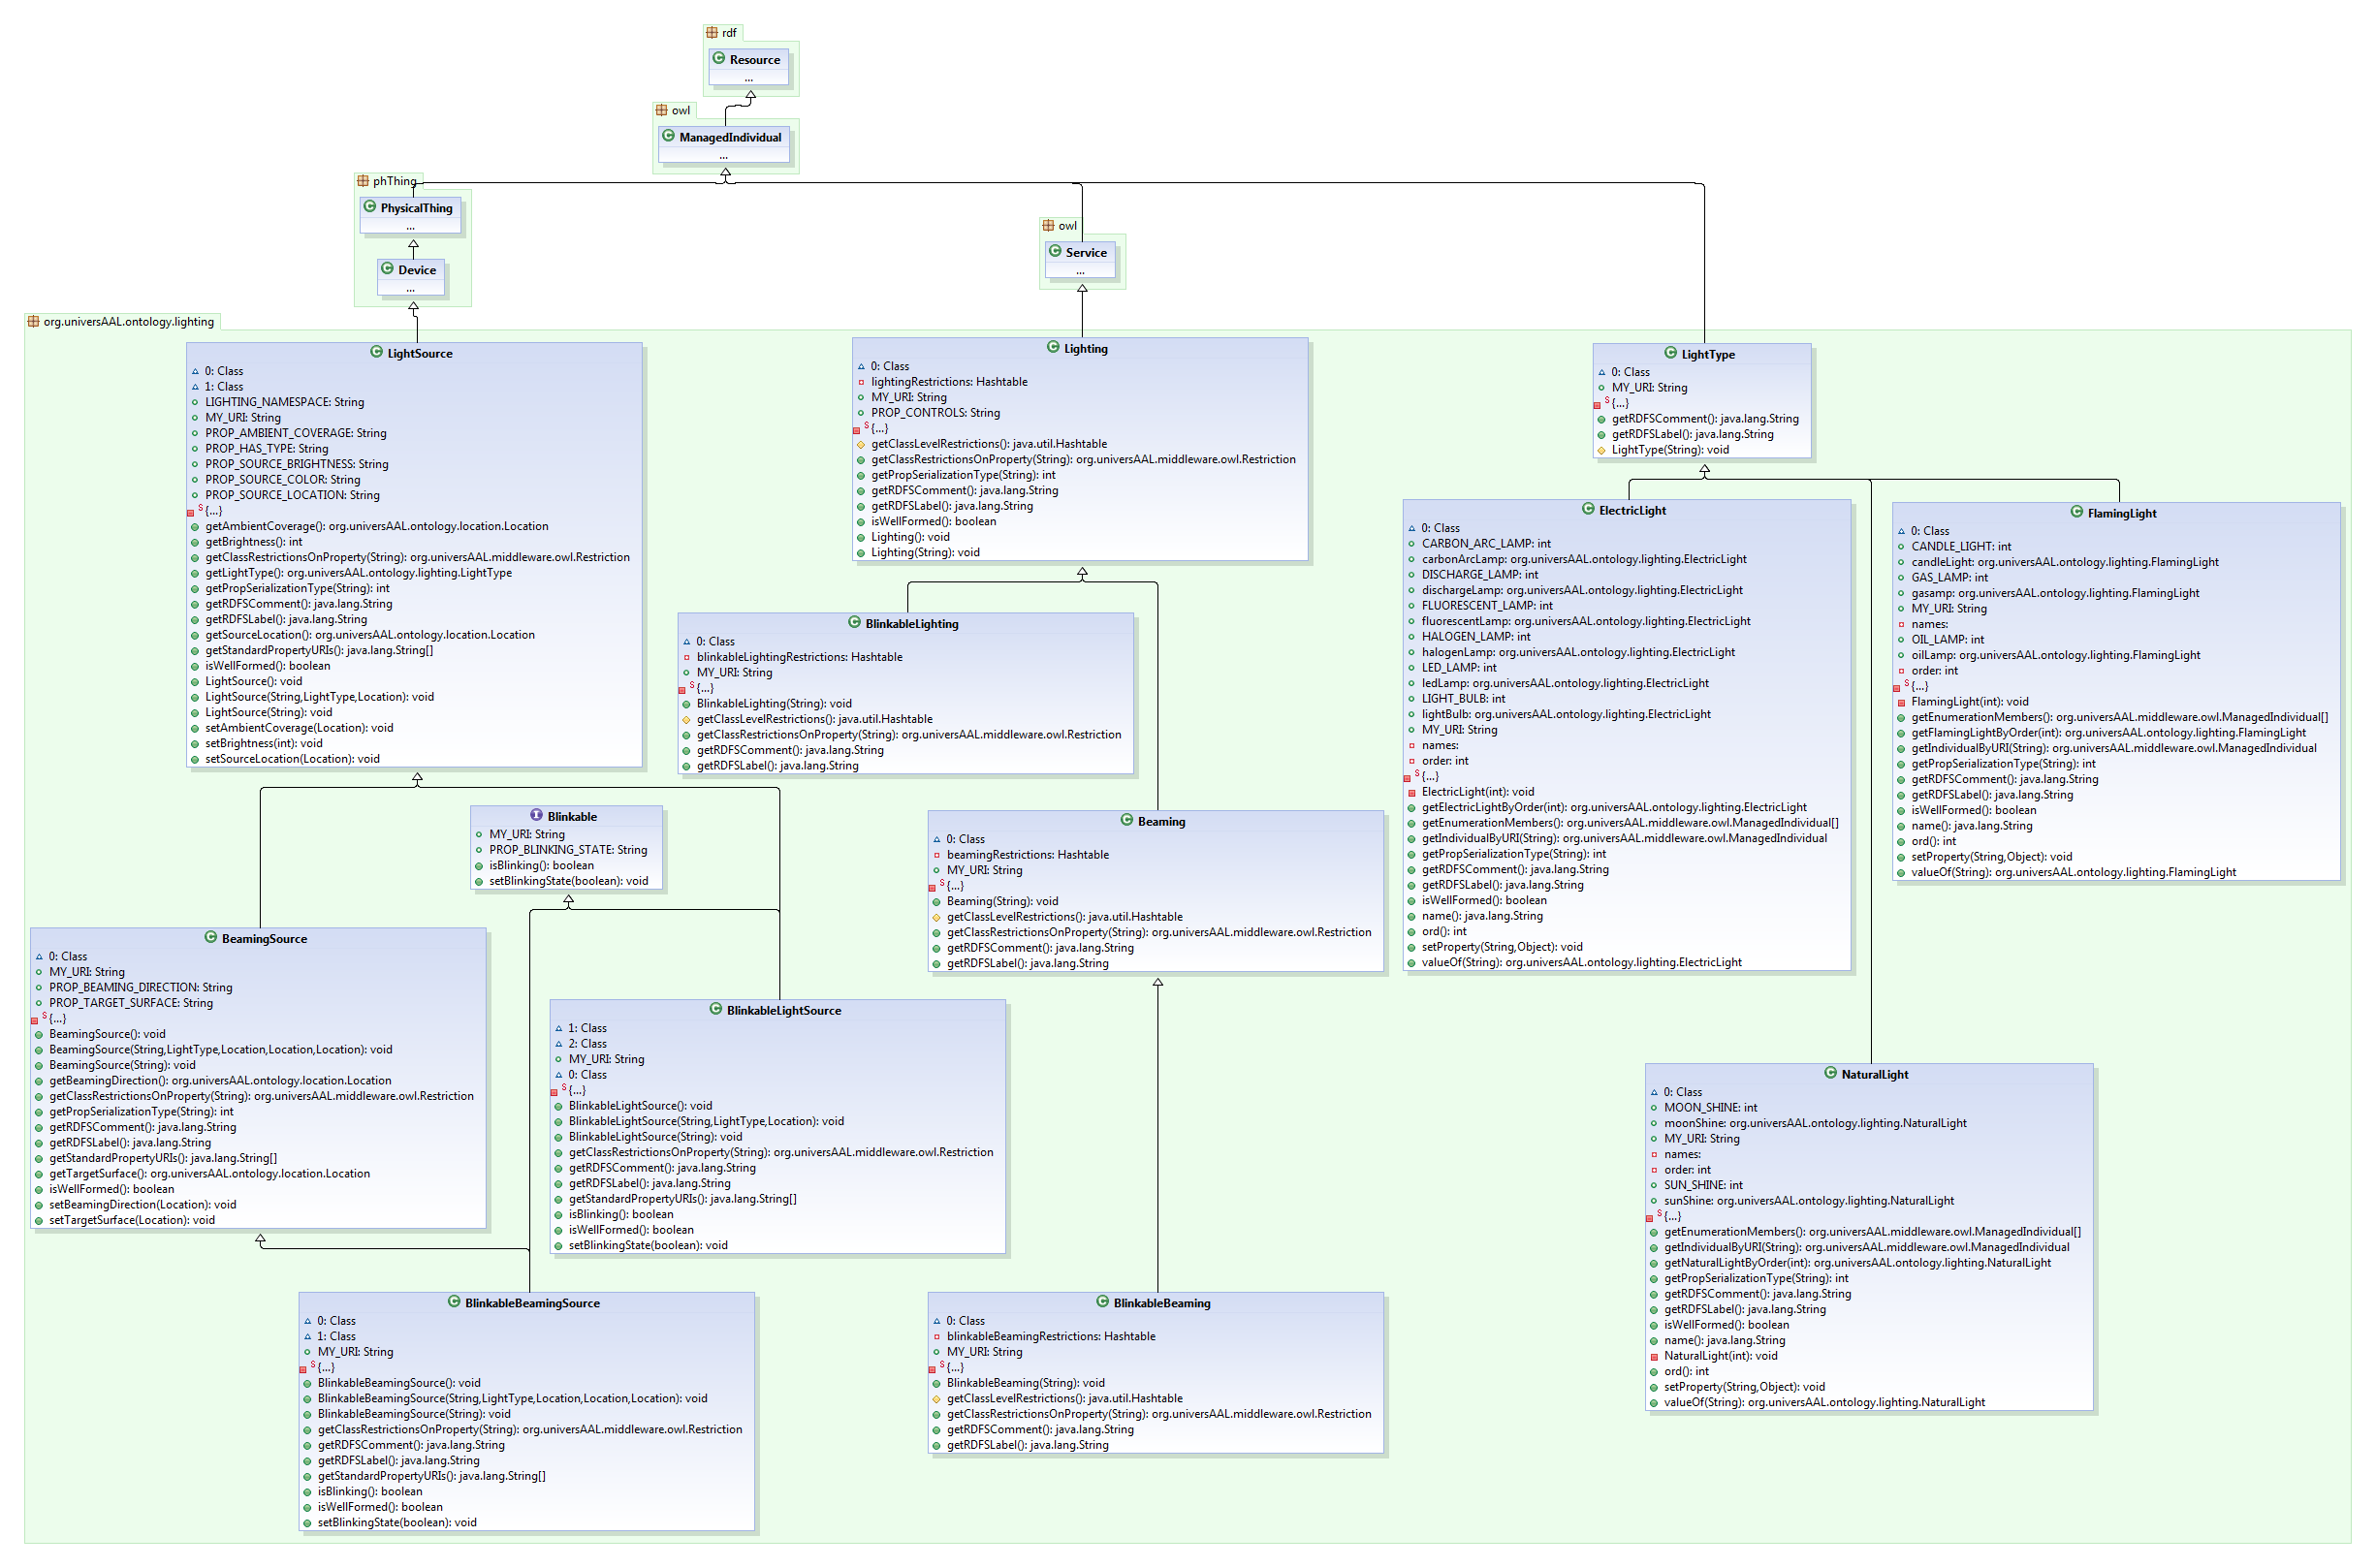 rdf
Resource
...
owl
ManagedIndividual
...
phThing
PhysicalThing
...
Device
...
owl
Service
...
org.universAAL.ontology.lighting
LightSource
0: Class
1: Class
LIGHTING_NAMESPACE: String
MY_URI: String
PROP_AMBIENT_COVERAGE: String
PROP_HAS_TYPE: String
PROP_SOURCE_BRIGHTNESS: String
PROP_SOURCE_COLOR: String
PROP_SOURCE_LOCATION: String
S {...}
getAmbientCoverage(): org.universAAL.ontology.location.Location
getBrightness(): int
getClassRestrictionsOnProperty(String): org.universAAL.middleware.owl.Restriction
getLightType(): org.universAAL.ontology.lighting.LightType
getPropSerializationType(String): int
getRDFSComment(): java.lang.String
getRDFSLabel(): java.lang.String
getSourceLocation(): org.universAAL.ontology.location.Location
getStandardPropertyURIs(): java.lang.String[]
isWellFormed(): boolean
LightSource(): void
LightSource(String,LightType,Location): void
LightSource(String): void
setAmbientCoverage(Location): void
setBrightness(int): void
setSourceLocation(Location): void
Lighting
0: Class
lightingRestrictions: Hashtable
MY_URI: String
PROP_CONTROLS: String
S {...}
getClassLevelRestrictions(): java.util.Hashtable
getClassRestrictionsOnProperty(String): org.universAAL.middleware.owl.Restriction
getPropSerializationType(String): int
getRDFSComment(): java.lang.String
getRDFSLabel(): java.lang.String
isWellFormed(): boolean
Lighting(): void
Lighting(String): void
LightType
0: Class
MY_URI: String
S {...}
getRDFSComment(): java.lang.String
getRDFSLabel(): java.lang.String
LightType(String): void
BlinkableLighting
0: Class
blinkableLightingRestrictions: Hashtable
MY_URI: String
S {...}
BlinkableLighting(String): void
getClassLevelRestrictions(): java.util.Hashtable
getClassRestrictionsOnProperty(String): org.universAAL.middleware.owl.Restriction
getRDFSComment(): java.lang.String
getRDFSLabel(): java.lang.String
ElectricLight
0: Class
CARBON_ARC_LAMP: int
carbonArcLamp: org.universAAL.ontology.lighting.ElectricLight
DISCHARGE_LAMP: int
dischargeLamp: org.universAAL.ontology.lighting.ElectricLight
FLUORESCENT_LAMP: int
fluorescentLamp: org.universAAL.ontology.lighting.ElectricLight
HALOGEN_LAMP: int
halogenLamp: org.universAAL.ontology.lighting.ElectricLight
LED_LAMP: int
ledLamp: org.universAAL.ontology.lighting.ElectricLight
LIGHT_BULB: int
lightBulb: org.universAAL.ontology.lighting.ElectricLight
MY_URI: String
names:
order: int
S {...}
ElectricLight(int): void
getElectricLightByOrder(int): org.universAAL.ontology.lighting.ElectricLight
getEnumerationMembers(): org.universAAL.middleware.owl.ManagedIndividual[]
getIndividualByURI(String): org.universAAL.middleware.owl.ManagedIndividual
getPropSerializationType(String): int
getRDFSComment(): java.lang.String
getRDFSLabel(): java.lang.String
isWellFormed(): boolean
name(): java.lang.String
ord(): int
setProperty(String,Object): void
valueOf(String): org.universAAL.ontology.lighting.ElectricLight
FlamingLight
0: Class
CANDLE_LIGHT: int
candleLight: org.universAAL.ontology.lighting.FlamingLight
GAS_LAMP: int
gasamp: org.universAAL.ontology.lighting.FlamingLight
MY_URI: String
names:
OIL_LAMP: int
oilLamp: org.universAAL.ontology.lighting.FlamingLight
order: int
S {...}
FlamingLight(int): void
getEnumerationMembers(): org.universAAL.middleware.owl.ManagedIndividual[]
getFlamingLightByOrder(int): org.universAAL.ontology.lighting.FlamingLight
getIndividualByURI(String): org.universAAL.middleware.owl.ManagedIndividual
getPropSerializationType(String): int
getRDFSComment(): java.lang.String
getRDFSLabel(): java.lang.String
isWellFormed(): boolean
name(): java.lang.String
ord(): int
setProperty(String,Object): void
valueOf(String): org.universAAL.ontology.lighting.FlamingLight
Blinkable
MY_URI: String
PROP_BLINKING_STATE: String
isBlinking(): boolean
setBlinkingState(boolean): void
Beaming
0: Class
beamingRestrictions: Hashtable
MY_URI: String
S {...}
Beaming(String): void
getClassLevelRestrictions(): java.util.Hashtable
getClassRestrictionsOnProperty(String): org.universAAL.middleware.owl.Restriction
getRDFSComment(): java.lang.String
getRDFSLabel(): java.lang.String
BeamingSource
0: Class
MY_URI: String
PROP_BEAMING_DIRECTION: String
PROP_TARGET_SURFACE: String
S {...}
BeamingSource(): void
BeamingSource(String,LightType,Location,Location,Location): void
BeamingSource(String): void
getBeamingDirection(): org.universAAL.ontology.location.Location
getClassRestrictionsOnProperty(String): org.universAAL.middleware.owl.Restriction
getPropSerializationType(String): int
getRDFSComment(): java.lang.String
getRDFSLabel(): java.lang.String
getStandardPropertyURIs(): java.lang.String[]
getTargetSurface(): org.universAAL.ontology.location.Location
isWellFormed(): boolean
setBeamingDirection(Location): void
setTargetSurface(Location): void
BlinkableLightSource
1: Class
2: Class
MY_URI: String
0: Class
S {...}
BlinkableLightSource(): void
BlinkableLightSource(String,LightType,Location): void
BlinkableLightSource(String): void
getClassRestrictionsOnProperty(String): org.universAAL.middleware.owl.Restriction
getRDFSComment(): java.lang.String
getRDFSLabel(): java.lang.String
getStandardPropertyURIs(): java.lang.String[]
isBlinking(): boolean
isWellFormed(): boolean
setBlinkingState(boolean): void
NaturalLight
0: Class
MOON_SHINE: int
moonShine: org.universAAL.ontology.lighting.NaturalLight
MY_URI: String
names:
order: int
SUN_SHINE: int
sunShine: org.universAAL.ontology.lighting.NaturalLight
S {...}
getEnumerationMembers(): org.universAAL.middleware.owl.ManagedIndividual[]
getIndividualByURI(String): org.universAAL.middleware.owl.ManagedIndividual
getNaturalLightByOrder(int): org.universAAL.ontology.lighting.NaturalLight
getPropSerializationType(String): int
getRDFSComment(): java.lang.String
getRDFSLabel(): java.lang.String
isWellFormed(): boolean
name(): java.lang.String
NaturalLight(int): void
ord(): int
setProperty(String,Object): void
valueOf(String): org.universAAL.ontology.lighting.NaturalLight
BlinkableBeamingSource
0: Class
1: Class
MY_URI: String
S {...}
BlinkableBeamingSource(): void
BlinkableBeamingSource(String,LightType,Location,Location,Location): void
BlinkableBeamingSource(String): void
getClassRestrictionsOnProperty(String): org.universAAL.middleware.owl.Restriction
getRDFSComment(): java.lang.String
getRDFSLabel(): java.lang.String
getStandardPropertyURIs(): java.lang.String[]
isBlinking(): boolean
isWellFormed(): boolean
setBlinkingState(boolean): void
BlinkableBeaming
0: Class
blinkableBeamingRestrictions: Hashtable
MY_URI: String
S {...}
BlinkableBeaming(String): void
getClassLevelRestrictions(): java.util.Hashtable
getClassRestrictionsOnProperty(String): org.universAAL.middleware.owl.Restriction
getRDFSComment(): java.lang.String
getRDFSLabel(): java.lang.String